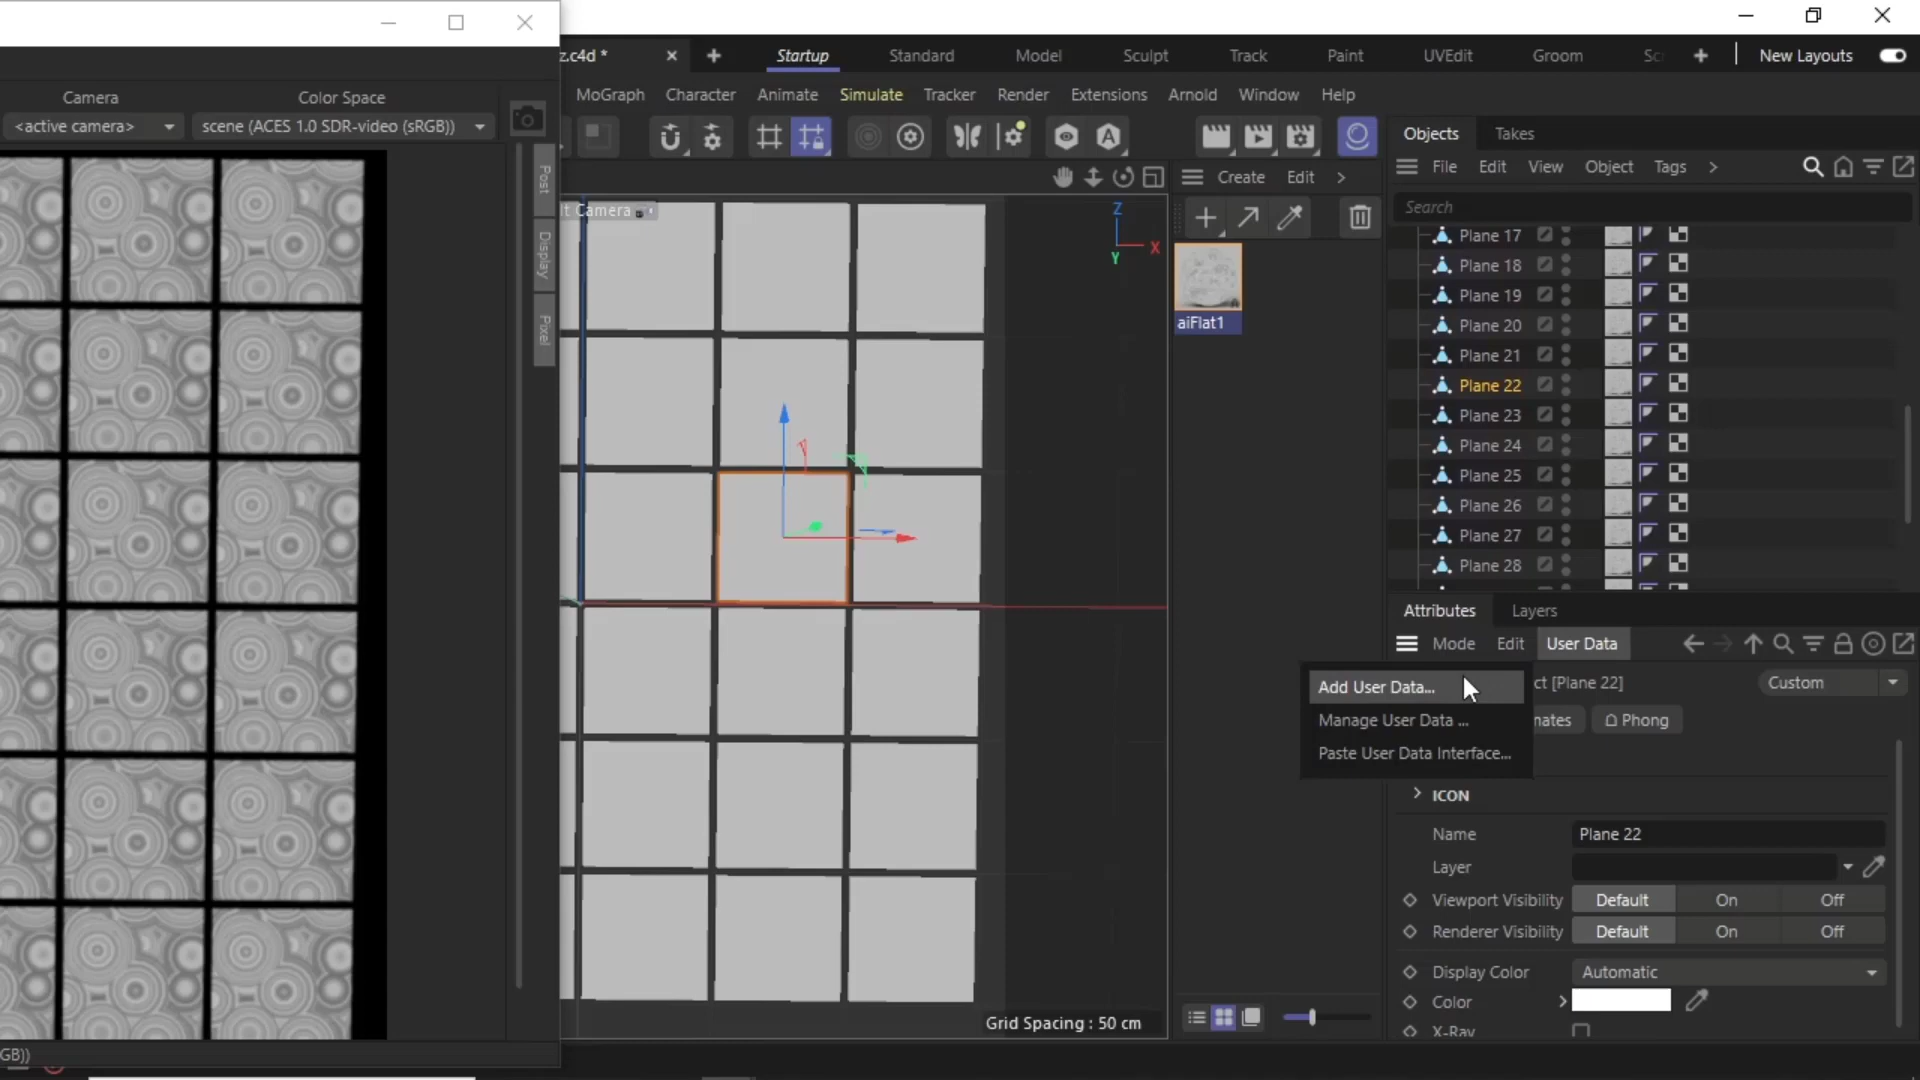 z.c4d *
Startup
Standard
Model
Sculpt
Track
Paint
UVEdit
Groom
New Layouts
MoGraph
Character
Animate
Simulate
Tracker
Render
Extensions
Arnold
Window
Help
Camera
Color Space
<active camera>
scene (ACES 1.0 SDR-video (sRGB))
Post
Display
Pixel
lt Camera
Z
X
Y
Grid Spacing : 50 cm
Create
Edit
aiFlat1
Objects
Takes
File
Edit
View
Object
Tags
Search
Plane 17
Plane 18
Plane 19
Plane 20
Plane 21
Plane 22
Plane 23
Plane 24
Plane 25
Plane 26
Plane 27
Plane 28
Attributes
Layers
Mode
Edit
User Data
Add User Data...
Manage User Data ...
Paste User Data Interface...
ct [Plane 22]
Custom
nates
Phong
ICON
Name
Plane 22
Layer
Viewport Visibility
Default
On
Off
Renderer Visibility
Default
On
Off
Display Color
Automatic
Color
X-Ray
GB))